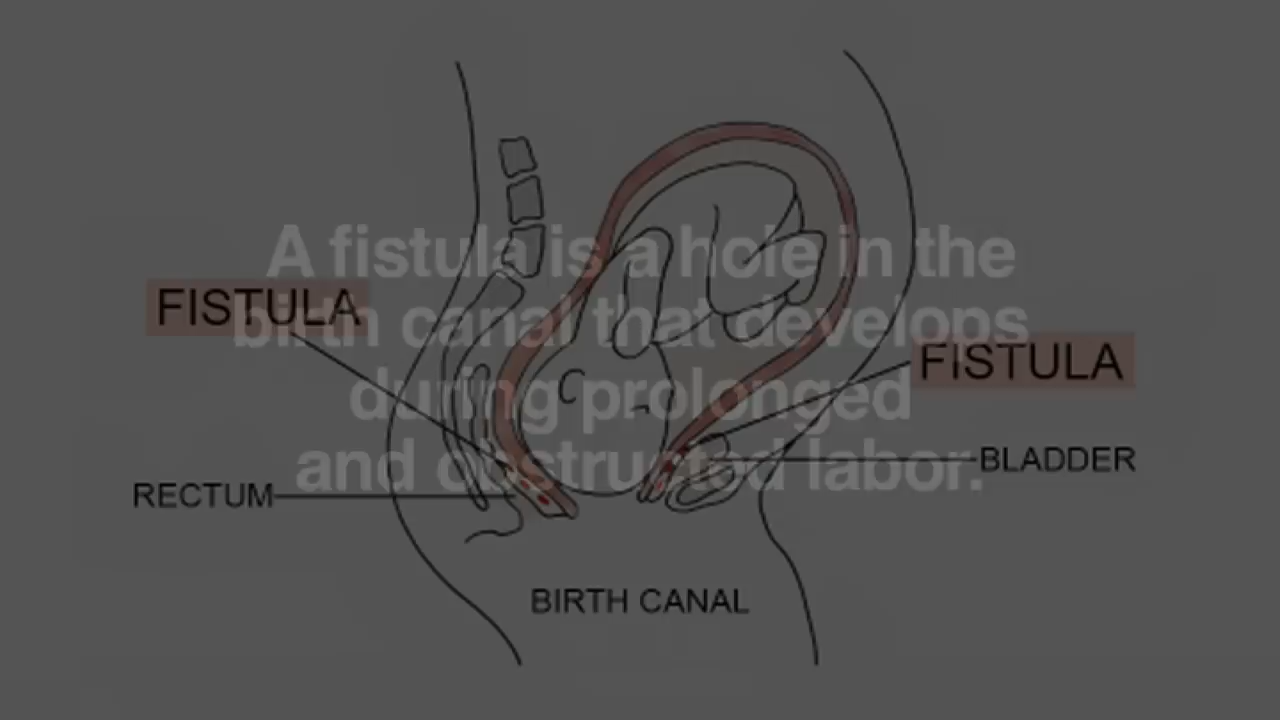 A fistula is a hole in the
birth canal that develops
during prolonged
and obstructed labor.
FISTULA
FISTULA
BLADDER
RECTUM
BIRTH CANAL